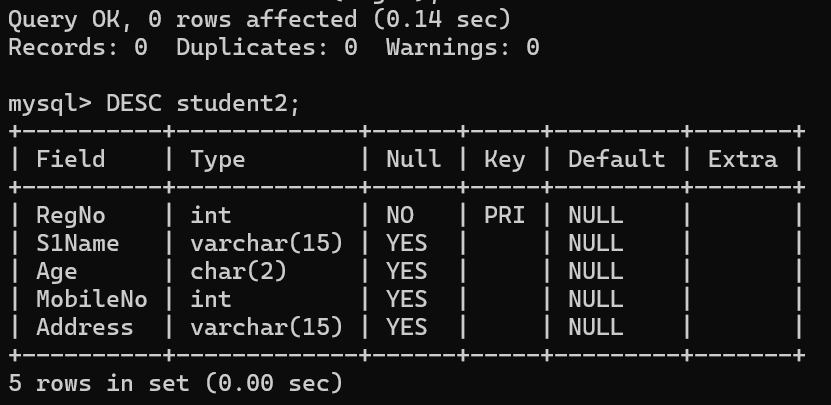 Query OK, 0 rows affected (0.14 sec)
Records: 0  Duplicates: 0  Warnings: 0
mysql> DESC student2;
+----------+-------------+------+-----+---------+-------+
| Field    | Type        | Null | Key | Default | Extra |
+----------+-------------+------+-----+---------+-------+
| RegNo    | int         | NO   | PRI | NULL    |       |
| S1Name   | varchar(15) | YES  |     | NULL    |       |
| Age      | char(2)     | YES  |     | NULL    |       |
| MobileNo | int         | YES  |     | NULL    |       |
| Address  | varchar(15) | YES  |     | NULL    |       |
+----------+-------------+------+-----+---------+-------+
5 rows in set (0.00 sec)